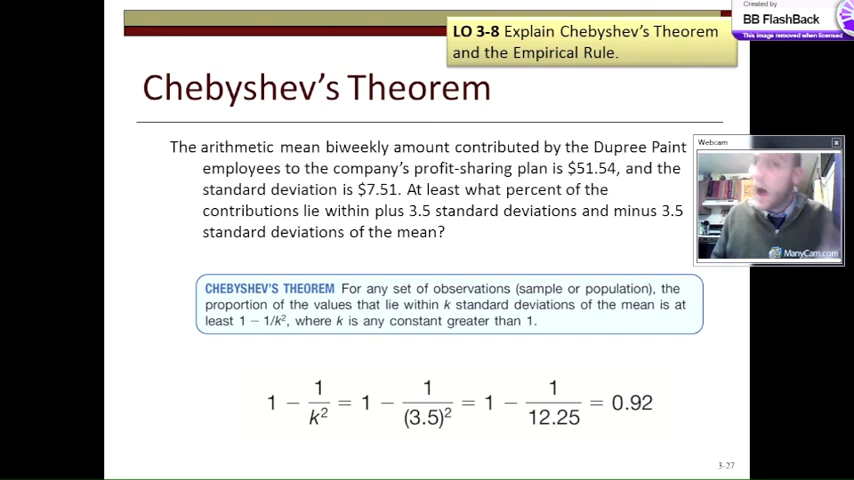 Created by
BB FlashBack
This image removed when licensed
LO 3-8 Explain Chebyshev's Theorem
and the Empirical Rule.
Chebyshev's Theorem
The arithmetic mean biweekly amount contributed by the Dupree Paint
employees to the company's profit-sharing plan is $51.54, and the
standard deviation is $7.51. At least what percent of the
contributions lie within plus 3.5 standard deviations and minus 3.5
standard deviations of the mean?
Webcam
ManyCam.com
CHEBYSHEV'S THEOREM For any set of observations (sample or population), the
proportion of the values that lie within k standard deviations of the mean is at
least 1 − 1/k², where k is any constant greater than 1.
1 − 1/k² = 1 − 1/(3.5)² = 1 − 1/12.25 = 0.92
3-27